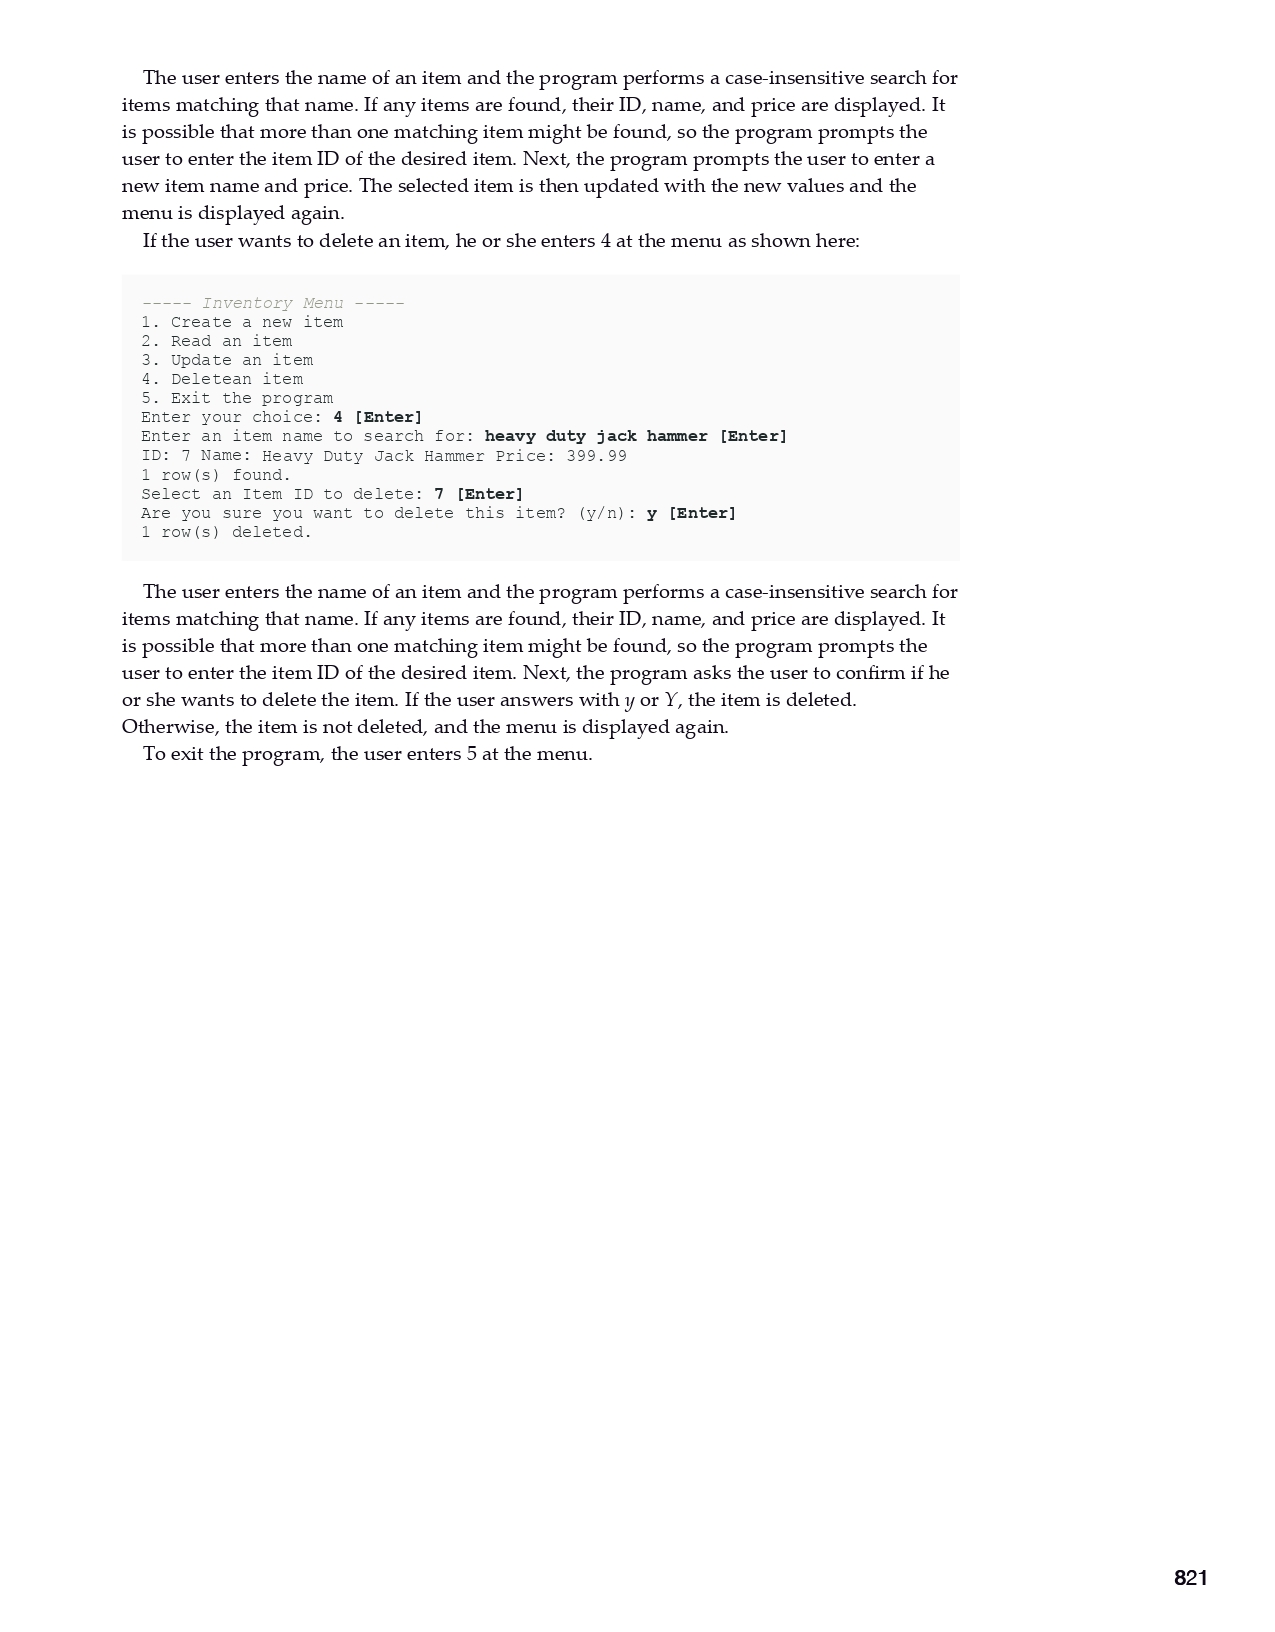 The user enters the name of an item and the program performs a case-insensitive search for
items matching that name. If any items are found, their ID, name, and price are displayed. It
is possible that more than one matching item might be found, so the program prompts the
user to enter the item ID of the desired item. Next, the program prompts the user to enter a
new item name and price. The selected item is then updated with the new values and the
menu is displayed again.
If the user wants to delete an item, he or she enters 4 at the menu as shown here:
----- Inventory Menu -----
1. Create a new item
2. Read an item
3. Update an item
4. Deletean item
5. Exit the program
Enter your choice: 4 [Enter]
Enter an item name to search for: heavy duty jack hammer [Enter]
ID: 7 Name: Heavy Duty Jack Hammer Price: 399.99
1 row(s) found.
Select an Item ID to delete: 7 [Enter]
Are you sure you want to delete this item? (y/n): y [Enter]
1 row(s) deleted.
The user enters the name of an item and the program performs a case-insensitive search for
items matching that name. If any items are found, their ID, name, and price are displayed. It
is possible that more than one matching item might be found, so the program prompts the
user to enter the item ID of the desired item. Next, the program asks the user to confirm if he
or she wants to delete the item. If the user answers with y or Y, the item is deleted.
Otherwise, the item is not deleted, and the menu is displayed again.
To exit the program, the user enters 5 at the menu.
821